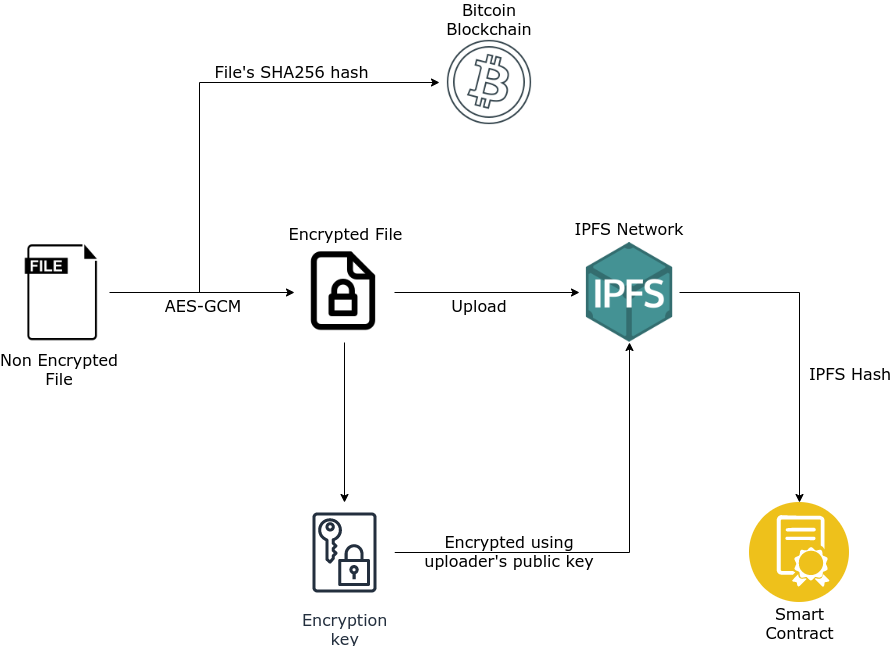 Bitcoin
Blockchain
File's SHA256 hash
Encrypted File
IPFS Network
FILE
IPFS
AES-GCM
Upload
Non Encrypted
File
IPFS Hash
Encrypted using
uploader's public key
Encryption
key
Smart
Contract